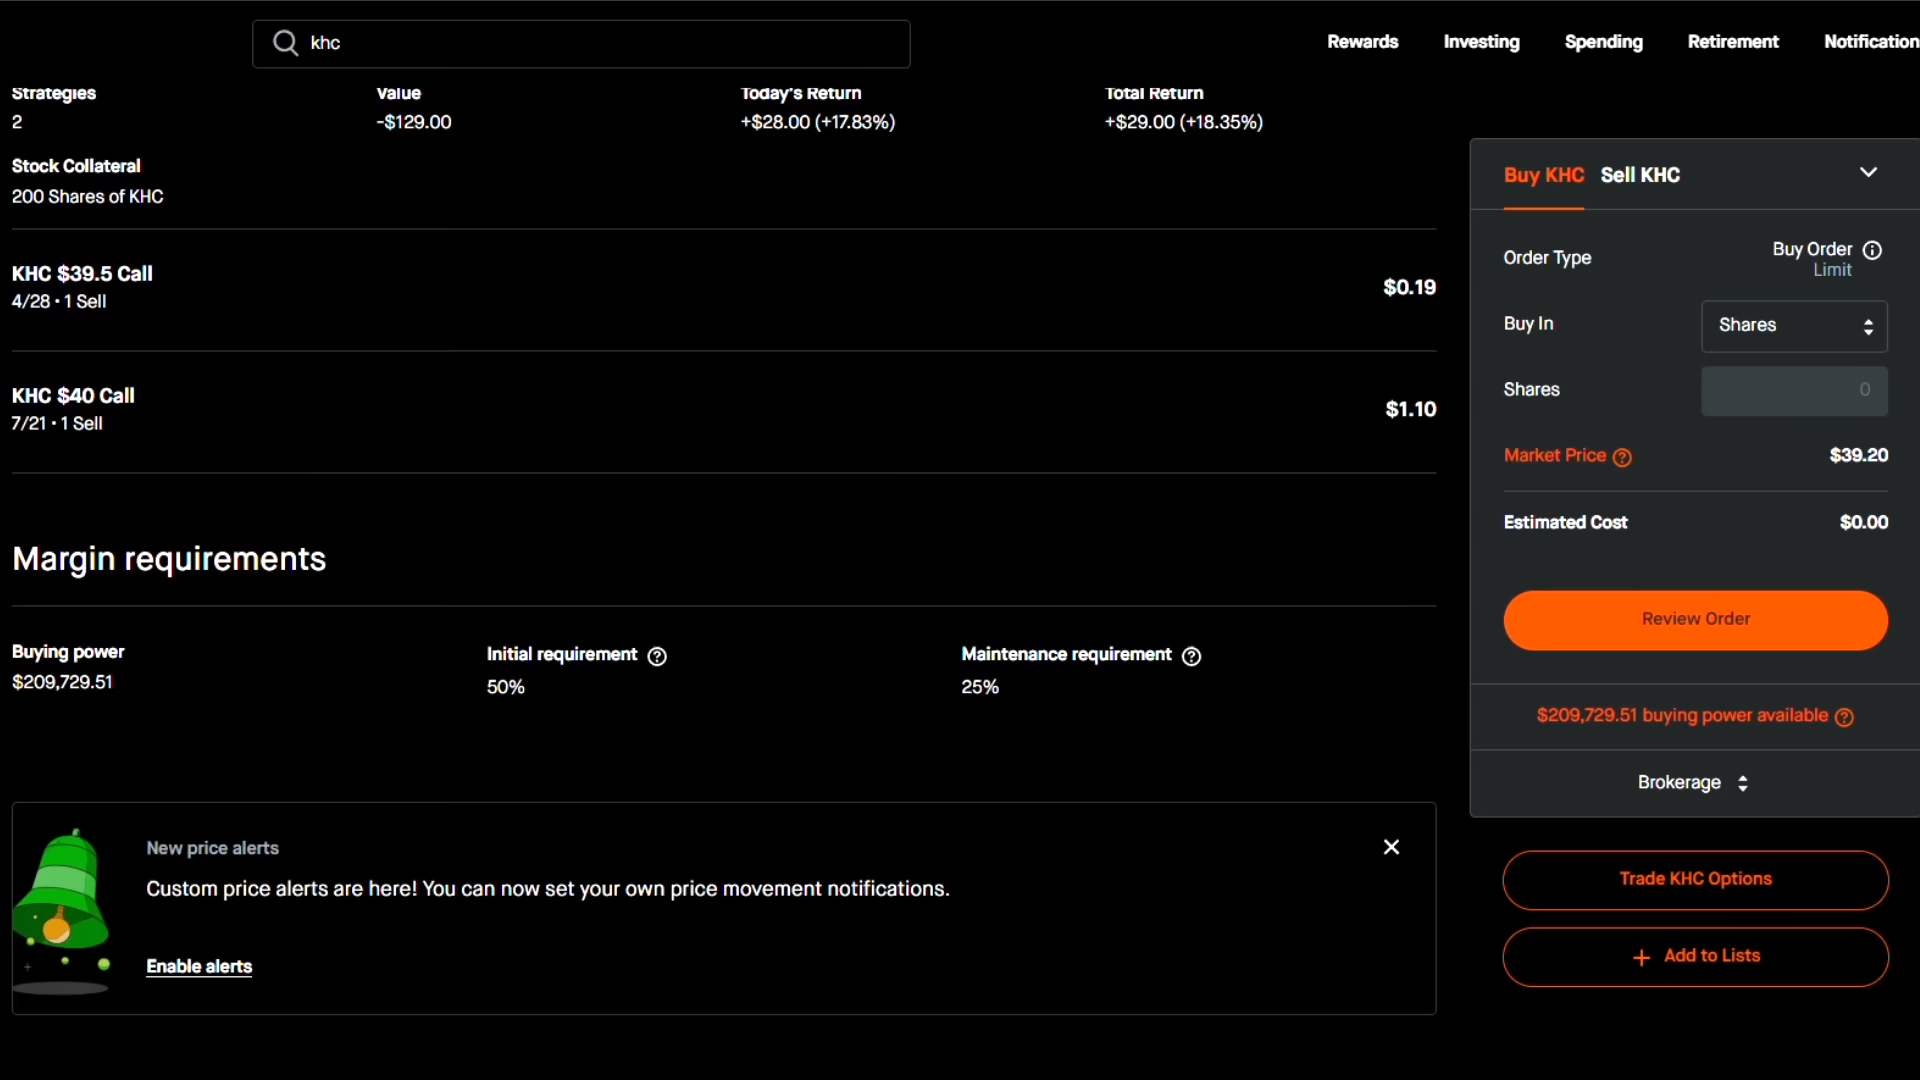 khc
Rewards
Investing
Spending
Retirement
Notification
Strategies
2
Value
-$129.00
Today's Return
+$28.00 (+17.83%)
Total Return
+$29.00 (+18.35%)
Stock Collateral
200 Shares of KHC
KHC $39.5 Call
4/28 • 1 Sell
$0.19
KHC $40 Call
7/21 • 1 Sell
$1.10
Margin requirements
Buying power
$209,729.51
Initial requirement ?
50%
Maintenance requirement ?
25%
New price alerts
Custom price alerts are here! You can now set your own price movement notifications.
Enable alerts
Buy KHC
Sell KHC
Order Type
Buy Order
Limit
Buy In
Shares
Shares
0
Market Price ?
$39.20
Estimated Cost
$0.00
Review Order
$209,729.51 buying power available ?
Brokerage
Trade KHC Options
+ Add to Lists